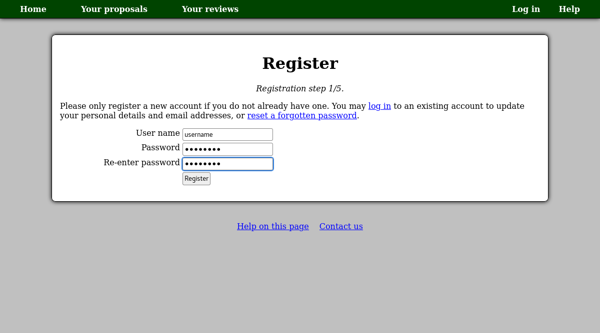 Home Your proposals Your reviews Log in Help
Register
Registration step 1/5.
Please only register a new account if you do not already have one. You may log in to an existing account to update
your personal details and email addresses, or reset a forgotten password.
User name username
Password ••••••••
Re-enter password ••••••••
Register
Help on this page Contact us